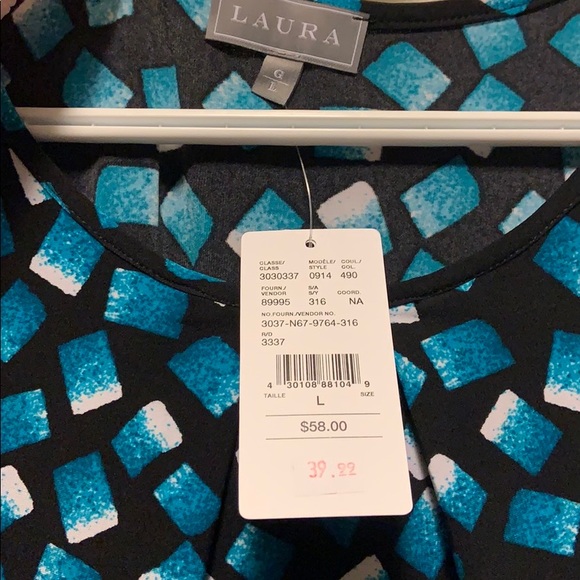 LAURA
G
L
CLASSE/ MODÈLE/ COUL./
CLASS STYLE COL.
3030337 0914 490
FOURN./ S/A
VENDOR S/Y COORD.
89995 316 NA
NO.FOURN./VENDOR NO.
3037-N67-9764-316
R/D
3337
4 30108 88104 9
TAILLE L SIZE
$58.00
39.22